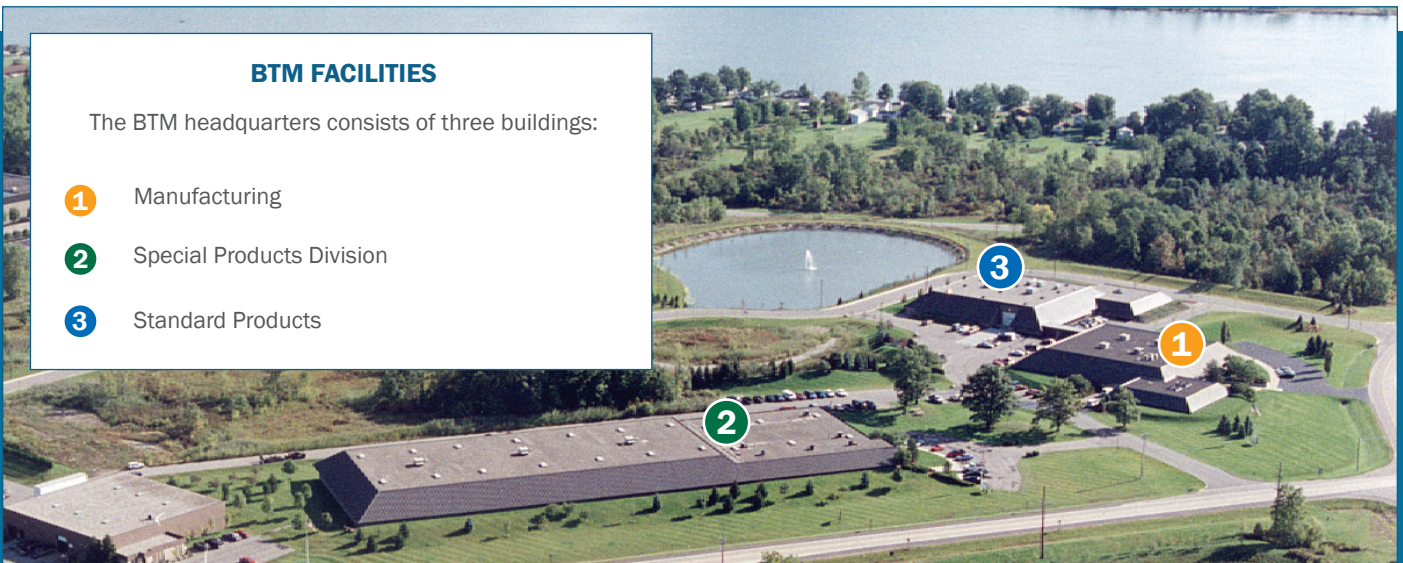 BTM FACILITIES
The BTM headquarters consists of three buildings:
1 Manufacturing
2 Special Products Division
3 Standard Products
3
1
2